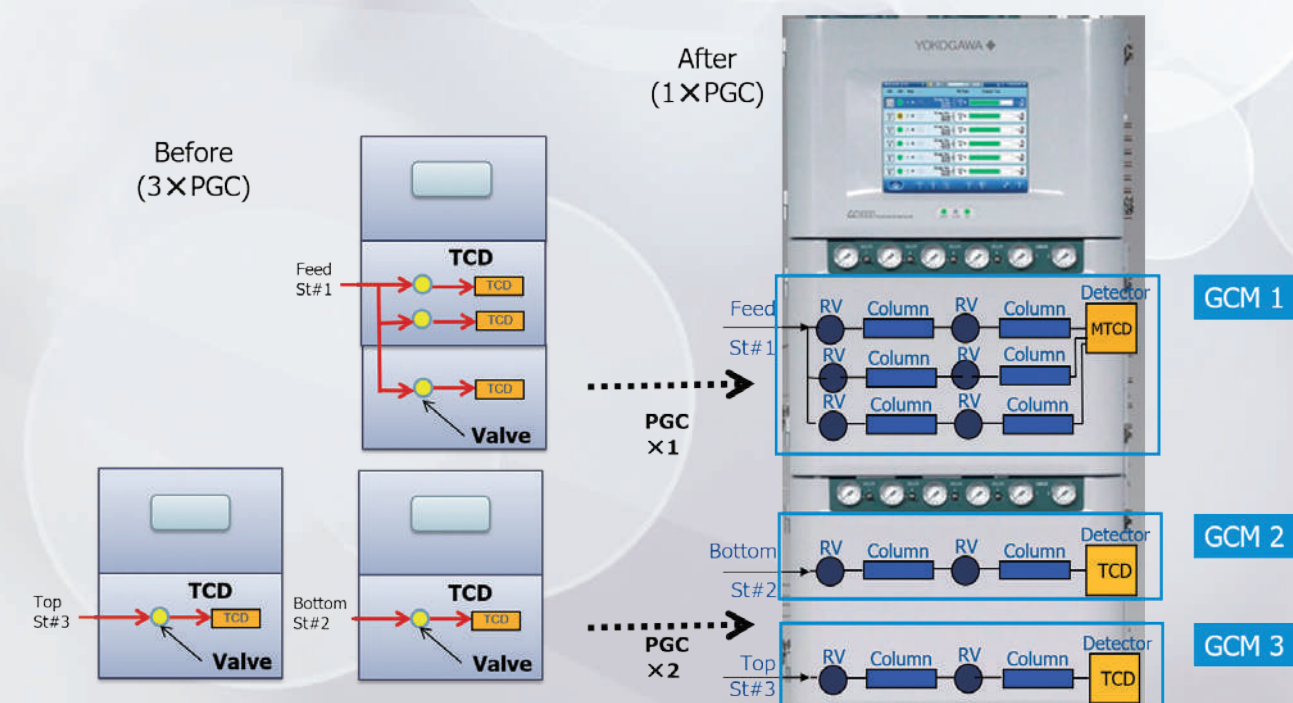 Before
(3×PGC)
After
(1×PGC)
YOKOGAWA
Feed
St#1
TCD
TCD
TCD
TCD
Valve
Top
St#3
TCD
TCD
Valve
Bottom
St#2
TCD
TCD
Valve
PGC
×1
PGC
×2
Feed
St#1
RV Column RV Column Detector
MTCD
RV Column RV Column
RV Column RV Column
GCM 1
Bottom
St#2
RV Column RV Column Detector
TCD
GCM 2
Top
St#3
RV Column RV Column Detector
TCD
GCM 3